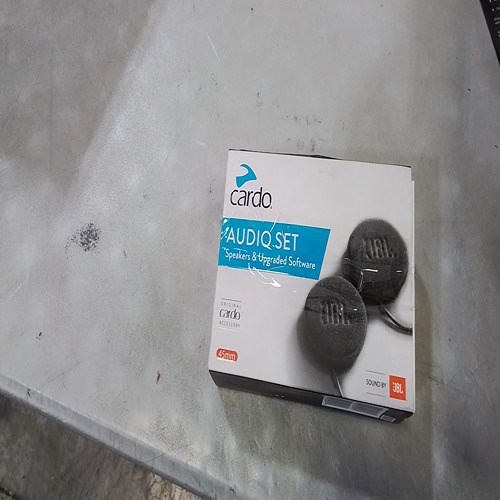 cardo
AUDIO SET
Speakers & Upgraded Software
JBL
JBL
ORIGINAL
cardo
ACCESSORY
45mm
SOUND BY
JBL